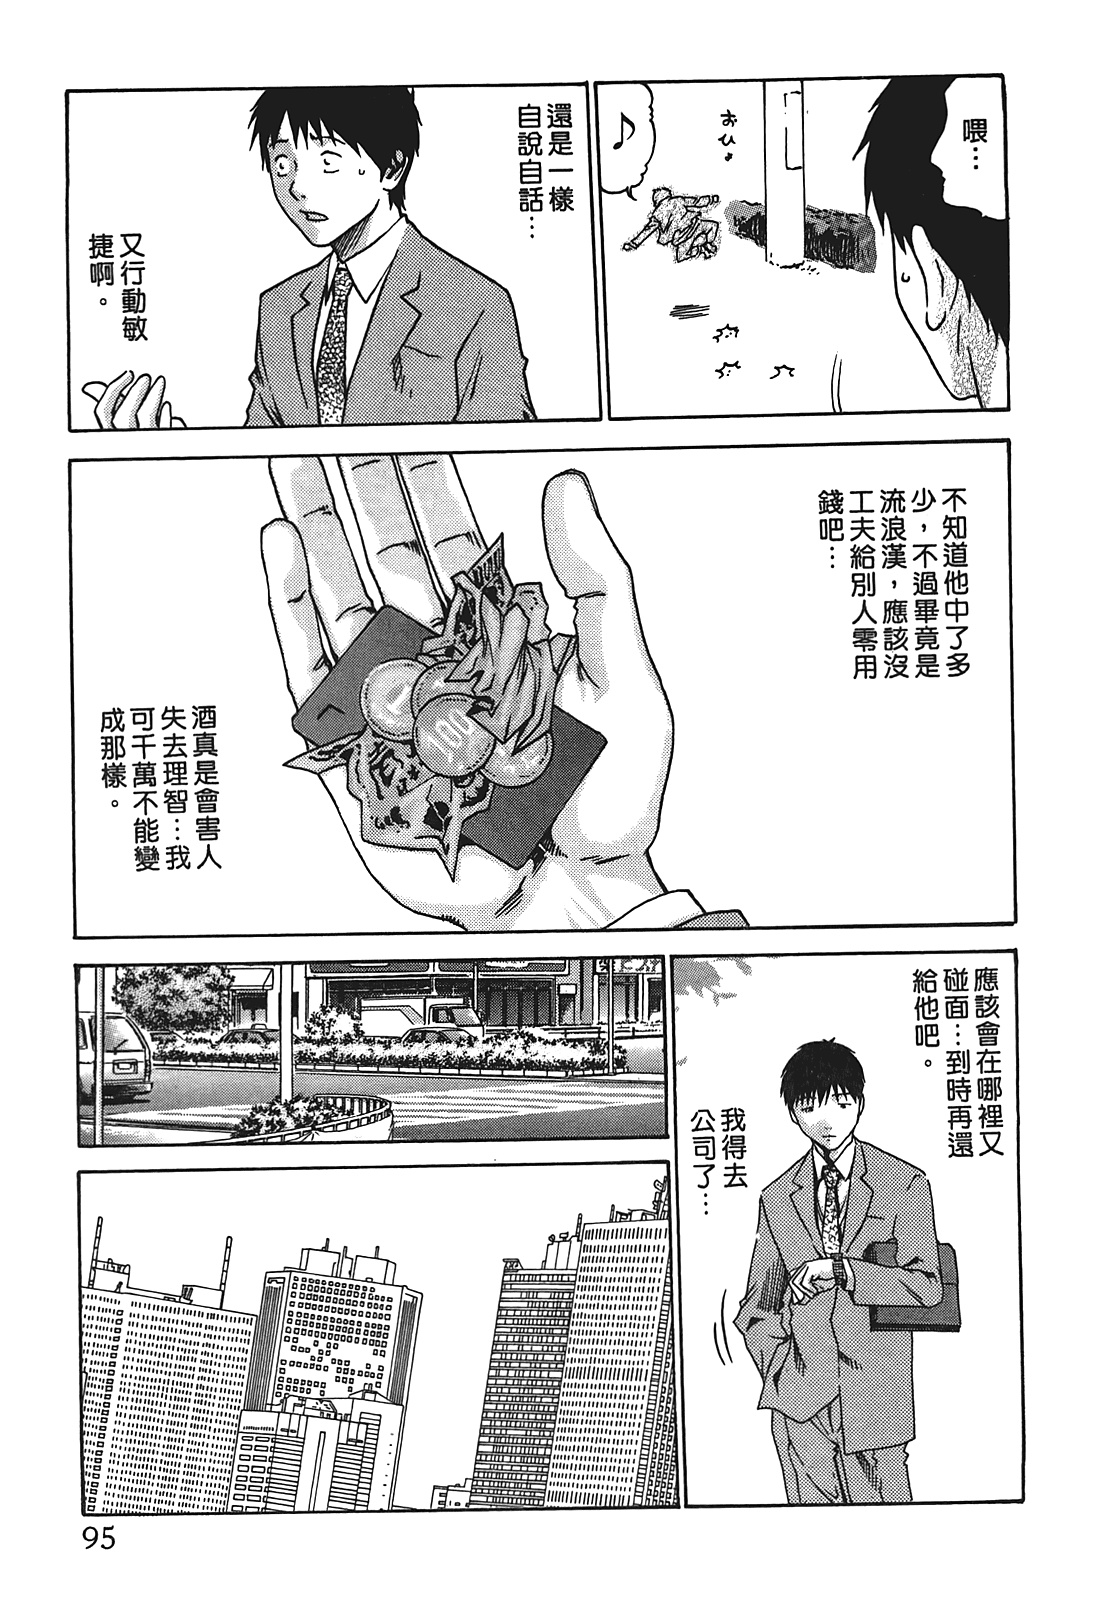 喂…
おひ
♪
還是一樣
自說自話…
又行動敏
捷啊。
不知道他中了多
少，不過畢竟是
流浪漢，應該沒
工夫給別人零用
錢吧…
100
酒真是會害人
失去理智…我
可千萬不能變
成那樣。
應該會在哪裡又
碰面…到時再還
給他吧。
我得去
公司了…
95